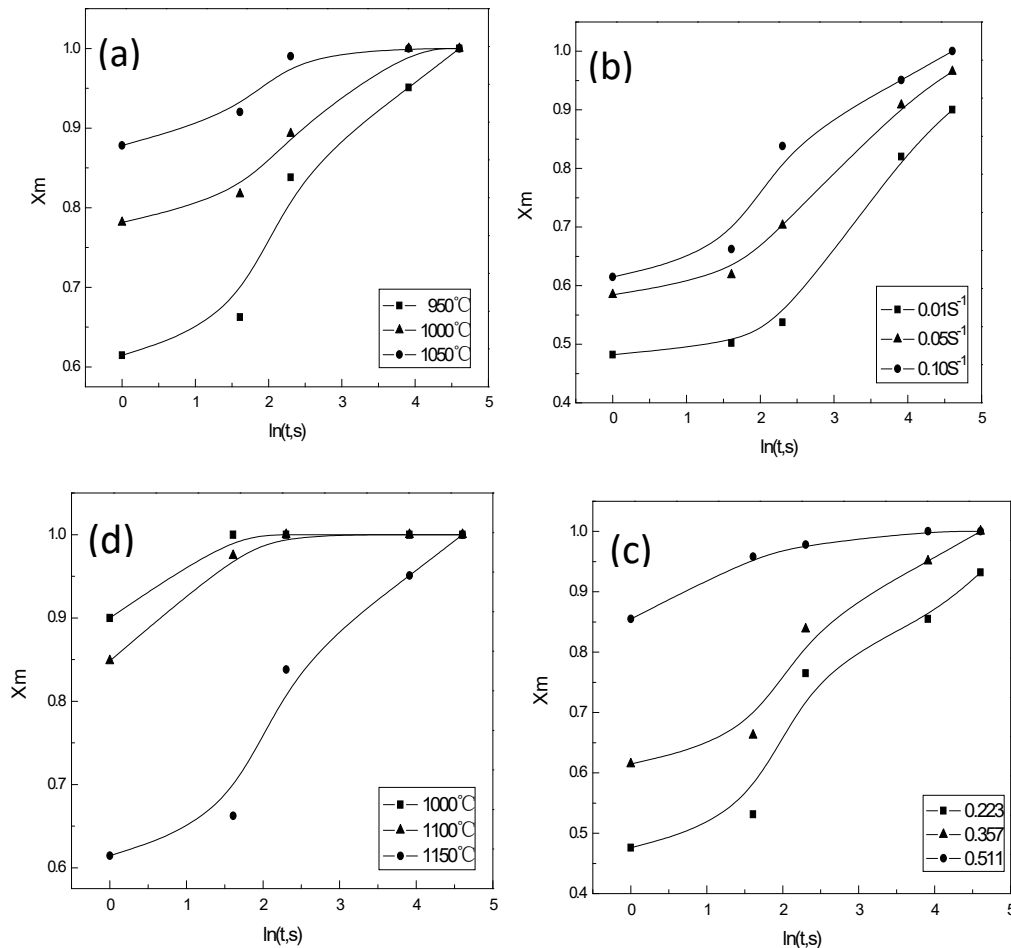 (a)
1.0
0.9
0.8
0.7
0.6
Xm
0 1 2 3 4 5
ln(t,s)
950℃
1000℃
1050℃
(b)
1.0
0.9
0.8
0.7
0.6
0.5
0.4
Xm
0 1 2 3 4 5
ln(t,s)
0.01S⁻¹
0.05S⁻¹
0.10S⁻¹
(d)
1.0
0.9
0.8
0.7
0.6
Xm
0 1 2 3 4 5
ln(t,s)
1000℃
1100℃
1150℃
(c)
1.0
0.9
0.8
0.7
0.6
0.5
0.4
Xm
0 1 2 3 4 5
ln(t,s)
0.223
0.357
0.511